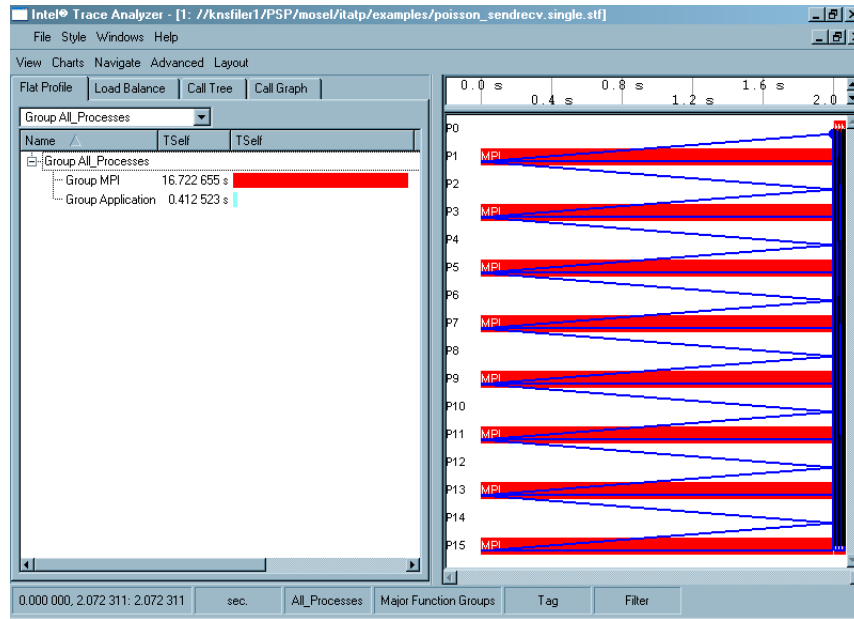 Intel® Trace Analyzer - [1: //knsfiler1/PSP/mosel/itatp/examples/poisson_sendrecv.single.stf]
File Style Windows Help
View Charts Navigate Advanced Layout
Flat Profile Load Balance Call Tree Call Graph
Group All_Processes
Name TSelf TSelf
Group All_Processes
Group MPI 16.722 655 s
Group Application 0.412 523 s
0.0 s 0.8 s 1.6 s
0.4 s 1.2 s 2.0
P0
P1 MPI
P2
P3 MPI
P4
P5 MPI
P6
P7 MPI
P8
P9 MPI
P10
P11 MPI
P12
P13 MPI
P14
P15 MPI
0.000 000, 2.072 311: 2.072 311 sec. All_Processes Major Function Groups Tag Filter